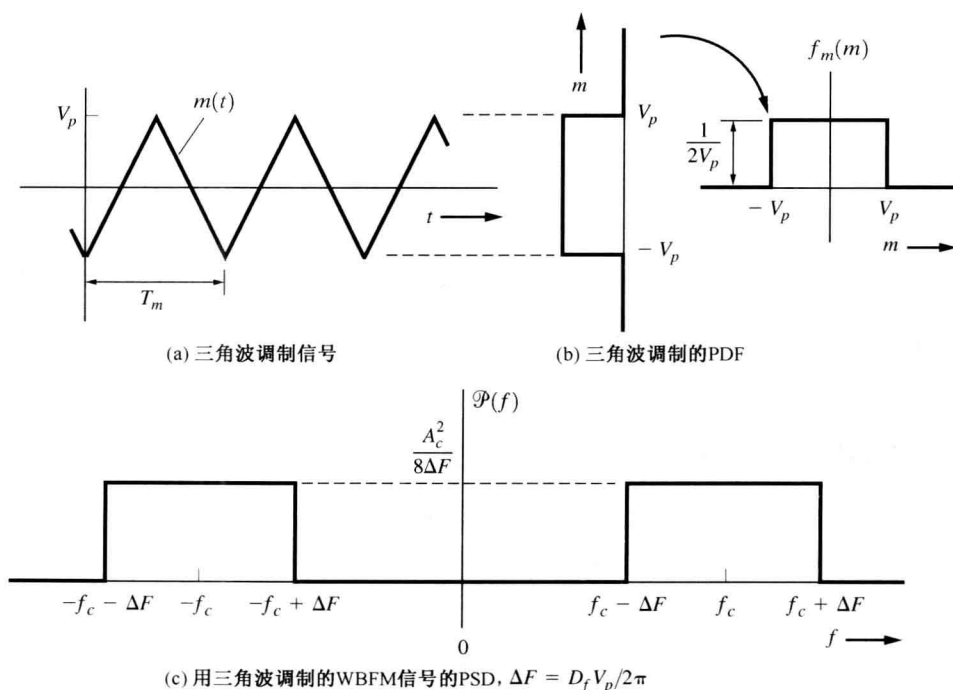 V_p
m(t)
t
T_m
(a) 三角波调制信号
m
V_p
− V_p
f_m(m)
1/2V_p
− V_p
V_p
m
(b) 三角波调制的PDF
𝒫(f)
A_c^2/8ΔF
−f_c − ΔF
−f_c
−f_c + ΔF
0
f_c − ΔF
f_c
f_c + ΔF
f
(c) 用三角波调制的WBFM信号的PSD, ΔF = D_f V_p/2π